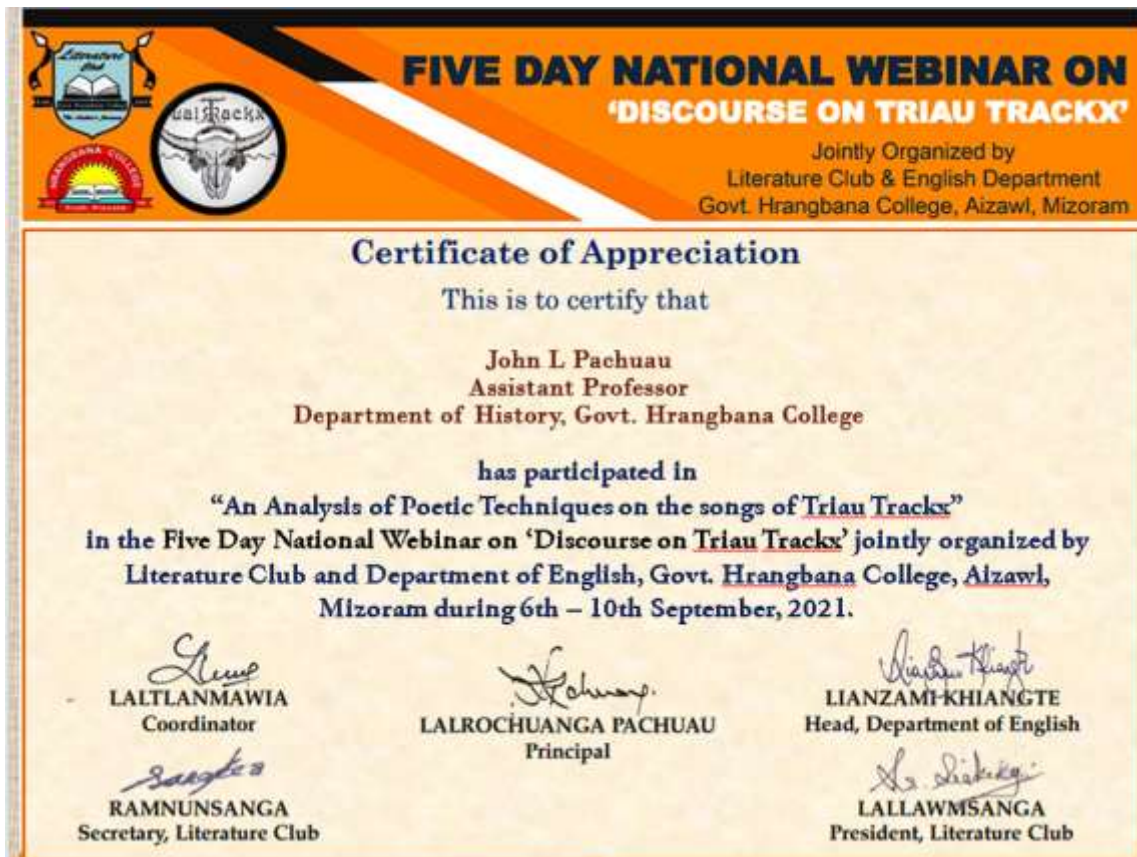 Literature
Club
ualTRackx
HRANGBANA COLLEGE
FIVE DAY NATIONAL WEBINAR ON
‘DISCOURSE ON TRIAU TRACKX’
Jointly Organized by
Literature Club & English Department
Govt. Hrangbana College, Aizawl, Mizoram
Certificate of Appreciation
This is to certify that
John L Pachuau
Assistant Professor
Department of History, Govt. Hrangbana College
has participated in
“An Analysis of Poetic Techniques on the songs of Triau Trackx”
in the Five Day National Webinar on ‘Discourse on Triau Trackx’ jointly organized by
Literature Club and Department of English, Govt. Hrangbana College, Aizawl,
Mizoram during 6th – 10th September, 2021.
LALTLANMAWIA
Coordinator
LALROCHUANGA PACHUAU
Principal
LIANZAMI KHIANGTE
Head, Department of English
RAMNUNSANGA
Secretary, Literature Club
LALLAWMSANGA
President, Literature Club